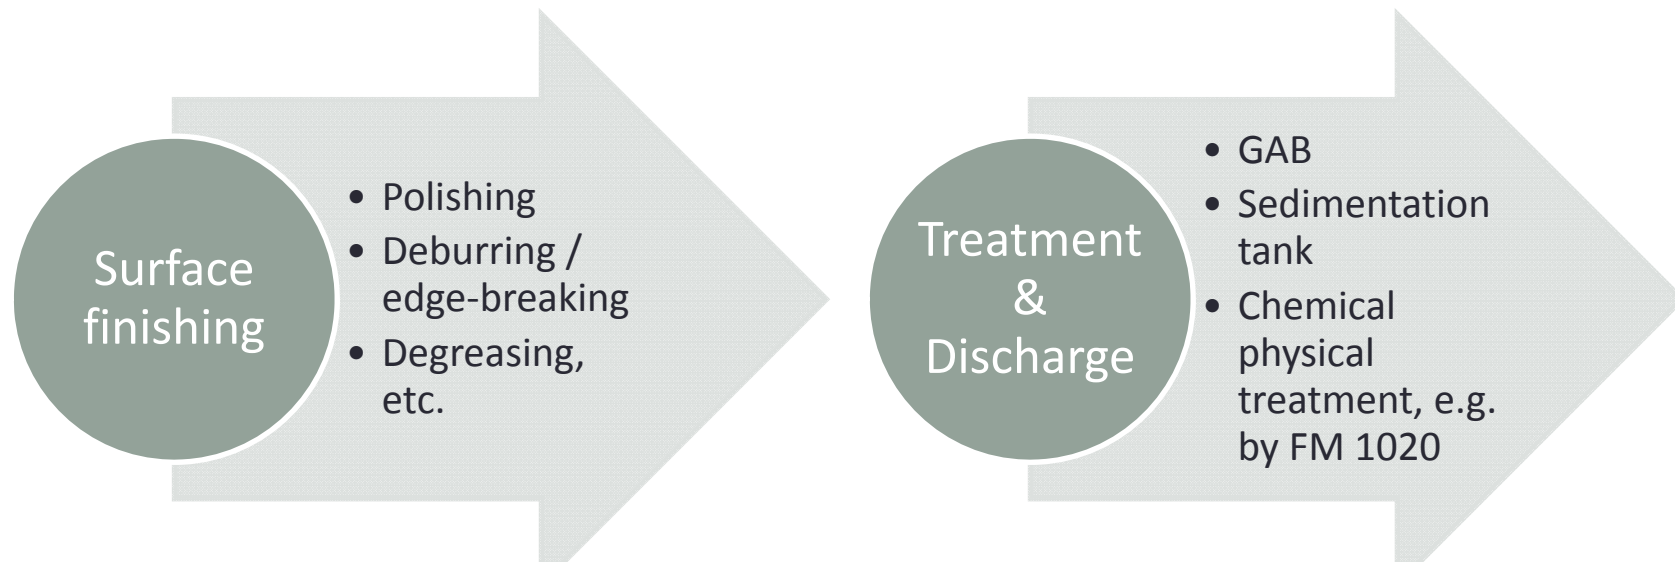 Surface
finishing
• Polishing
• Deburring /
edge-breaking
• Degreasing,
etc.
Treatment
&
Discharge
• GAB
• Sedimentation
tank
• Chemical
physical
treatment, e.g.
by FM 1020